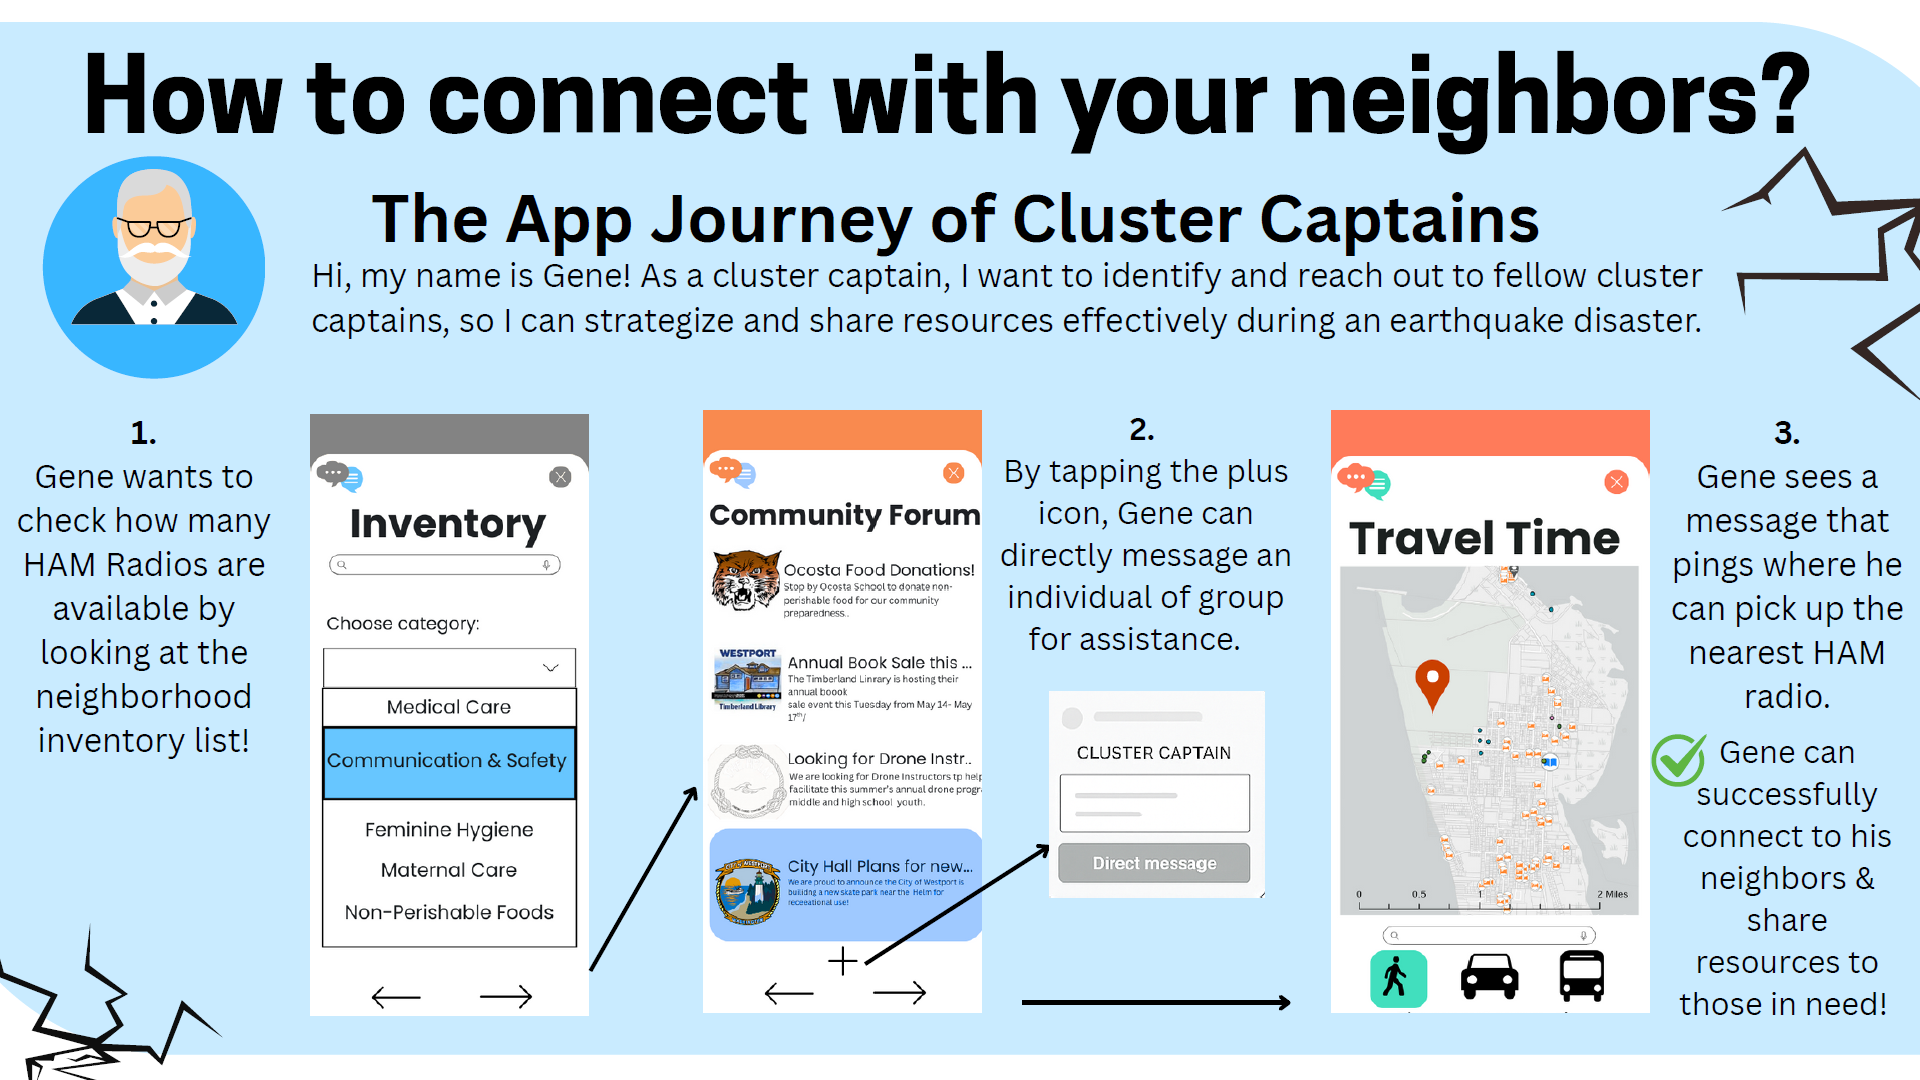 How to connect with your neighbors?
The App Journey of Cluster Captains
Hi, my name is Gene! As a cluster captain, I want to identify and reach out to fellow cluster
captains, so I can strategize and share resources effectively during an earthquake disaster.
1.
Gene wants to
check how many
HAM Radios are
available by
looking at the
neighborhood
inventory list!
Inventory
Choose category:
Medical Care
Communication & Safety
Feminine Hygiene
Maternal Care
Non-Perishable Foods
Community Forum
Ocosta Food Donations!
Stop by Ocosta School to donate non-
perishable food for our community
preparedness..
WESTPORT
Timberland Library
Annual Book Sale this ...
The Timberland Linrary is hosting their
annual boook
sale event this Tuesday from May 14- May
17th/
Looking for Drone Instr..
We are looking for Drone Instructors tp help
facilitate this summer's annual drone progr
middle and high school youth.
City Hall Plans for new...
We are proud to announce the City of Westport is
building a new skate park near the Helm for
recreational use!
2.
By tapping the plus
icon, Gene can
directly message an
individual of group
for assistance.
CLUSTER CAPTAIN
Direct message
Travel Time
0 0.5 1 2 Miles
3.
Gene sees a
message that
pings where he
can pick up the
nearest HAM
radio.
Gene can
successfully
connect to his
neighbors &
share
resources to
those in need!